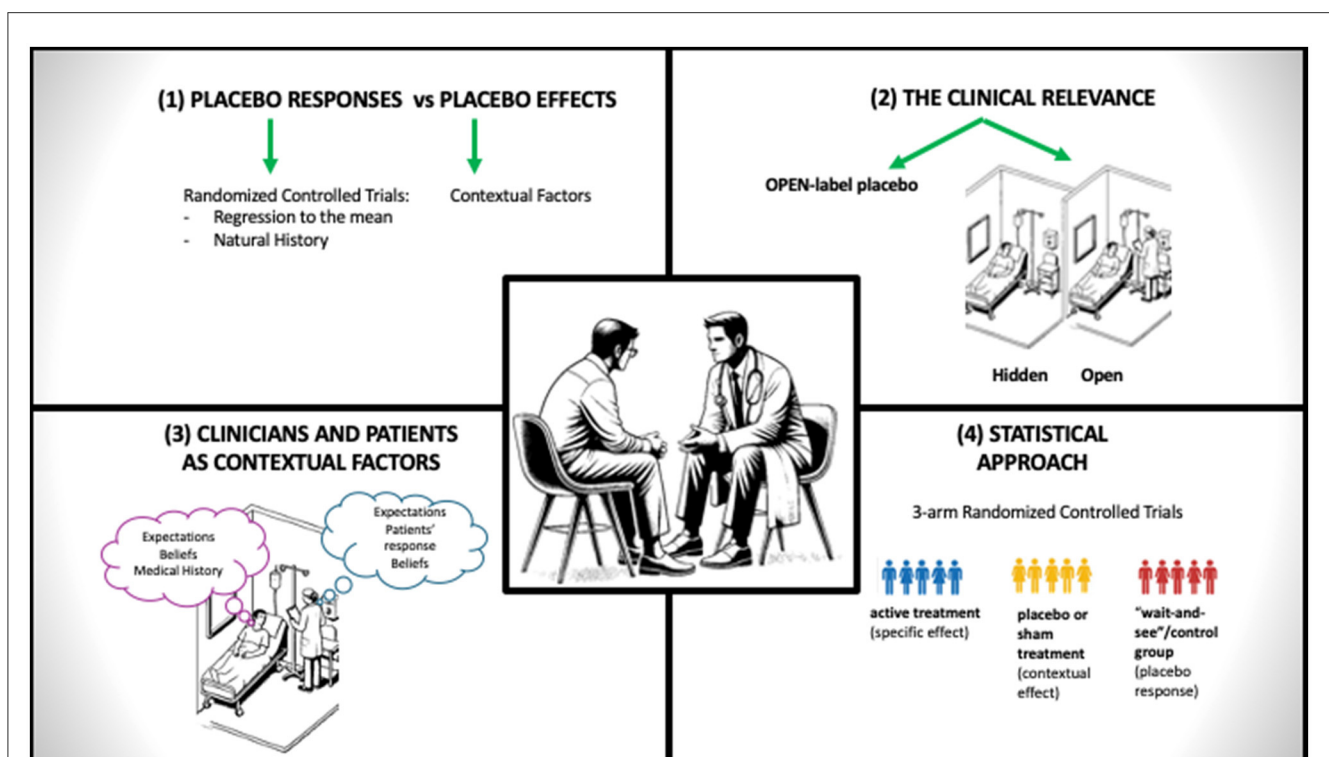 (1) PLACEBO RESPONSES vs PLACEBO EFFECTS
Randomized Controlled Trials:
- Regression to the mean
- Natural History
Contextual Factors
(2) THE CLINICAL RELEVANCE
OPEN-label placebo
Hidden Open
(3) CLINICIANS AND PATIENTS
AS CONTEXTUAL FACTORS
Expectations
Beliefs
Medical History
Expectations
Patients'
response
Beliefs
(4) STATISTICAL
APPROACH
3-arm Randomized Controlled Trials
active treatment
(specific effect)
placebo or
sham
treatment
(contextual
effect)
"wait-and-
see"/control
group
(placebo
response)